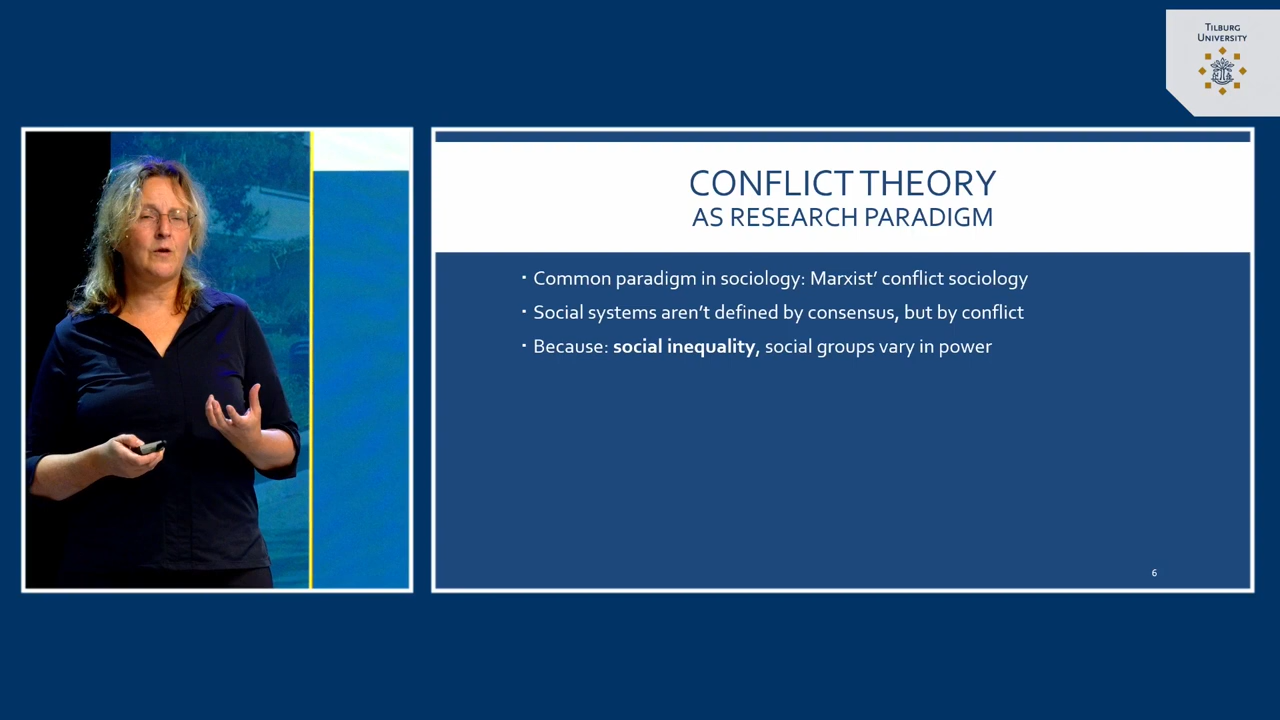 TILBURG
UNIVERSITY
CONFLICT THEORY
AS RESEARCH PARADIGM
· Common paradigm in sociology: Marxist’ conflict sociology
· Social systems aren’t defined by consensus, but by conflict
· Because: social inequality, social groups vary in power
6